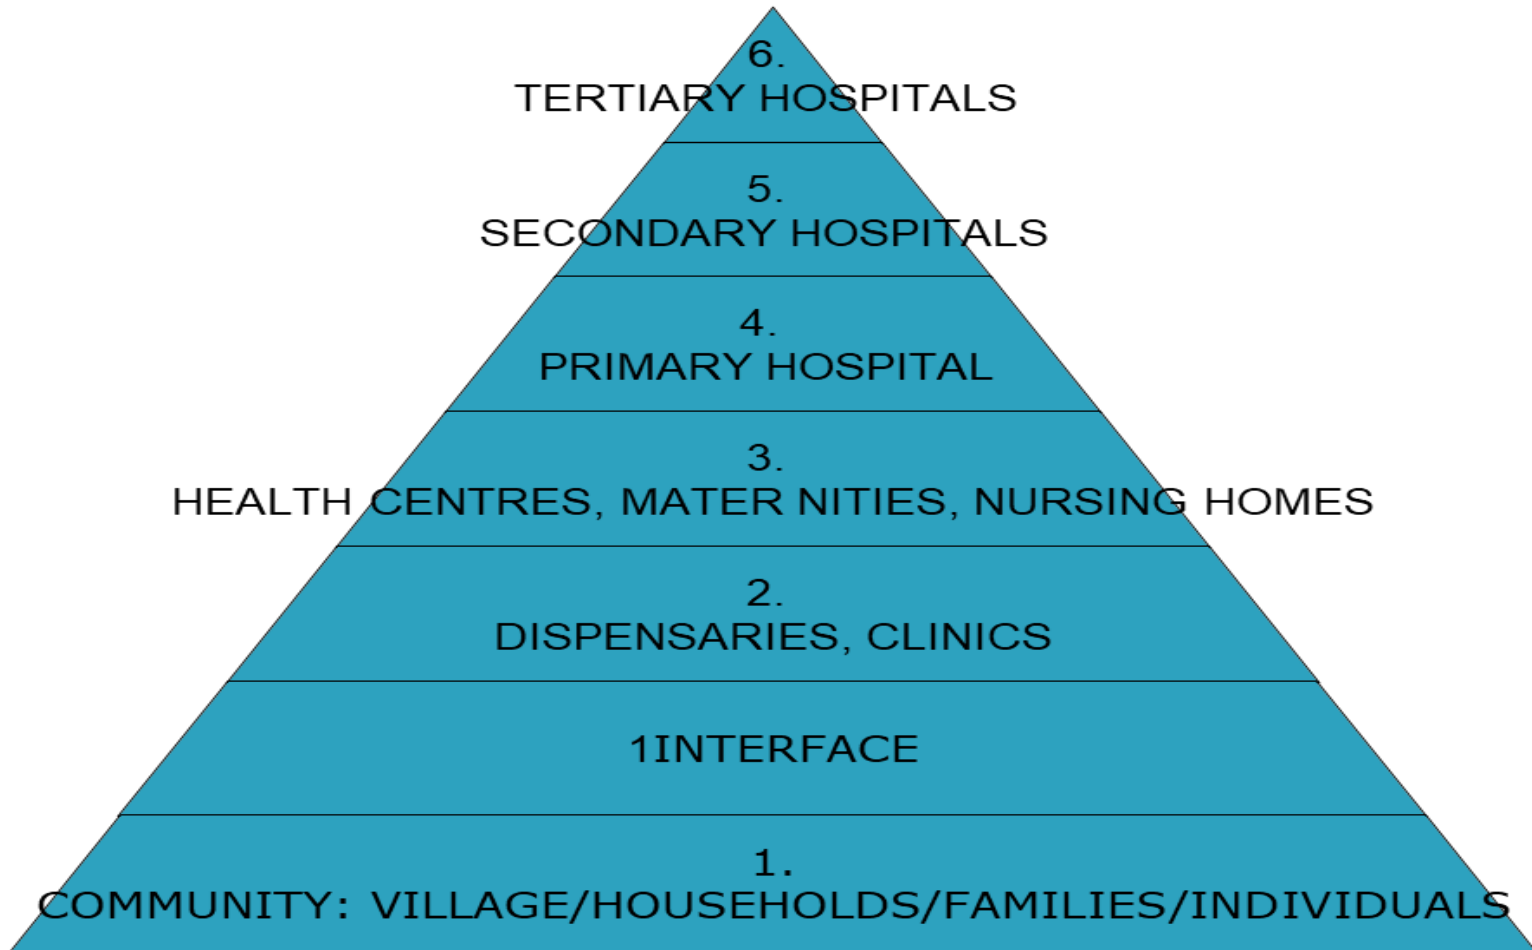 6.
TERTIARY HOSPITALS
5.
SECONDARY HOSPITALS
4.
PRIMARY HOSPITAL
3.
HEALTH CENTRES, MATER NITIES, NURSING HOMES
2.
DISPENSARIES, CLINICS
1INTERFACE
1.
COMMUNITY: VILLAGE/HOUSEHOLDS/FAMILIES/INDIVIDUALS